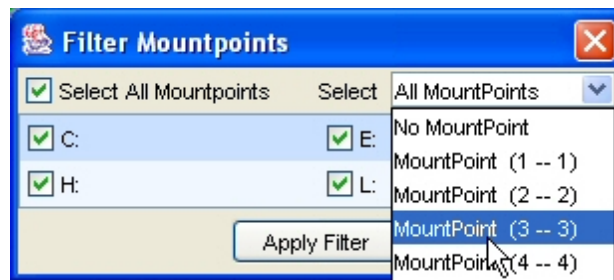 Filter Mountpoints
Select All Mountpoints Select All MountPoints
C: E:
H: L:
Apply Filter
No MountPoint
MountPoint (1 -- 1)
MountPoint (2 -- 2)
MountPoint (3 -- 3)
MountPoint (4 -- 4)